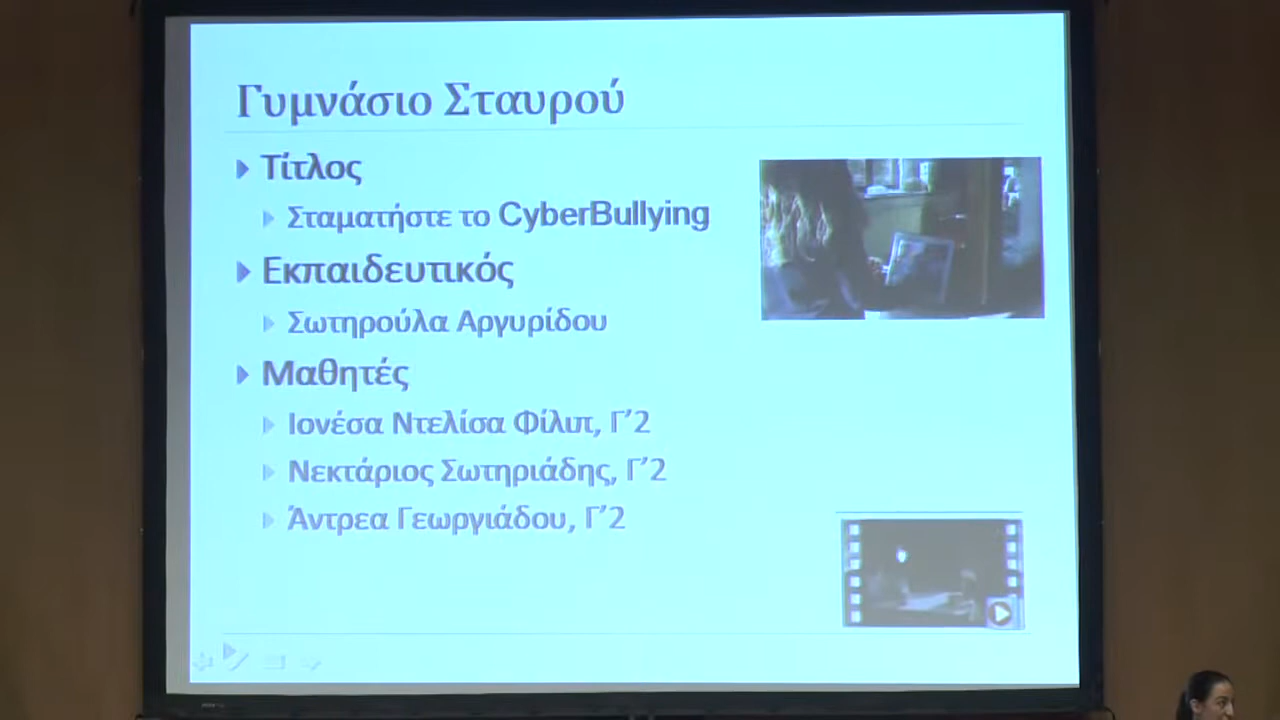 Γυμνάσιο Σταυρού
Τίτλος
Σταματήστε το CyberBullying
Εκπαιδευτικός
Σωτηρούλα Αργυρίδου
Μαθητές
Ιονέσα Ντελίσα Φίλιπ, Γ’2
Νεκτάριος Σωτηριάδης, Γ’2
Άντρεα Γεωργιάδου, Γ’2